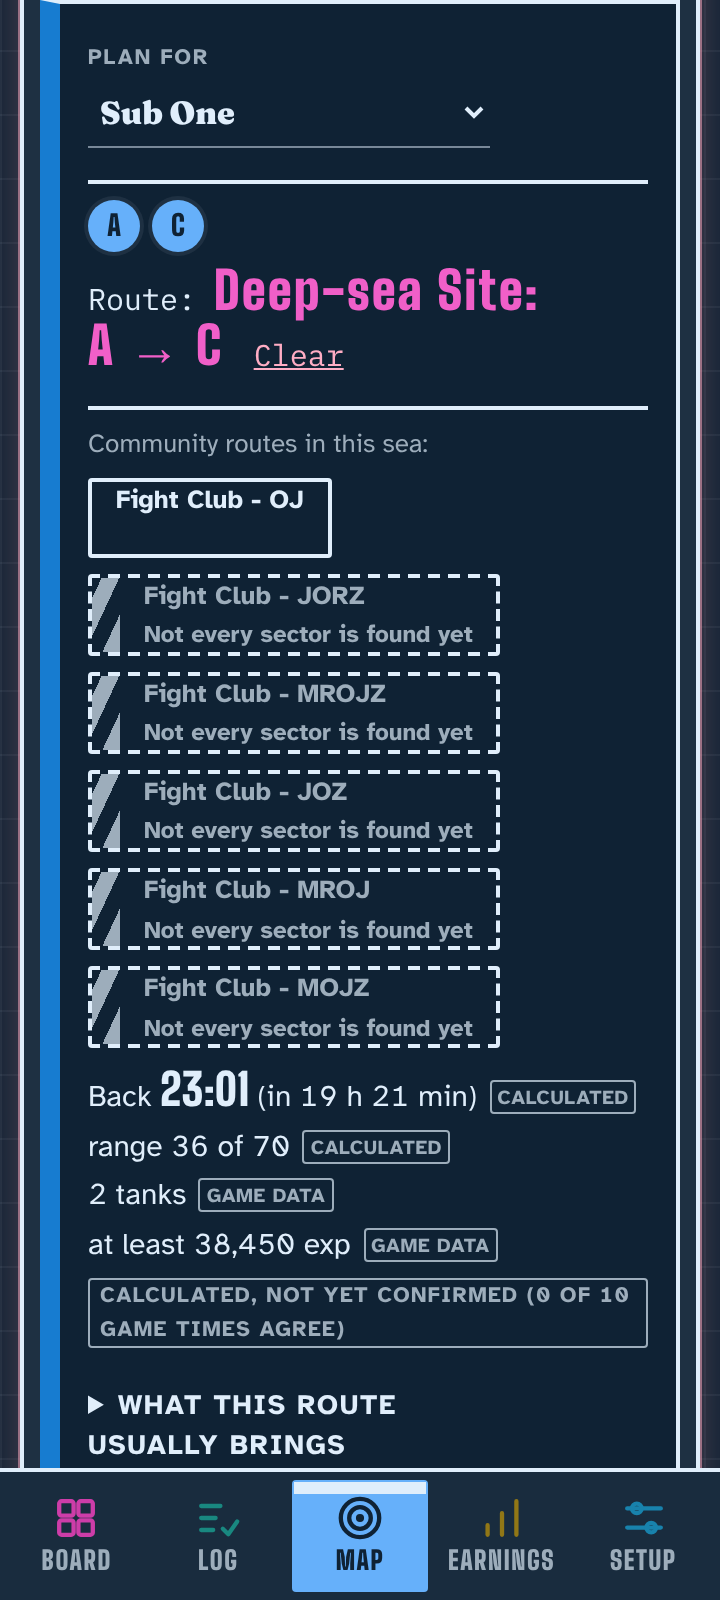 PLAN FOR
Sub One
A C
Route: Deep-sea Site:
A → C Clear
Community routes in this sea:
Fight Club - OJ
Fight Club - JORZ
Not every sector is found yet
Fight Club - MROJZ
Not every sector is found yet
Fight Club - JOZ
Not every sector is found yet
Fight Club - MROJ
Not every sector is found yet
Fight Club - MOJZ
Not every sector is found yet
Back 23:01 (in 19 h 21 min) CALCULATED
range 36 of 70 CALCULATED
2 tanks GAME DATA
at least 38,450 exp GAME DATA
CALCULATED, NOT YET CONFIRMED (0 OF 10
GAME TIMES AGREE)
▶ WHAT THIS ROUTE
USUALLY BRINGS
BOARD LOG MAP EARNINGS SETUP